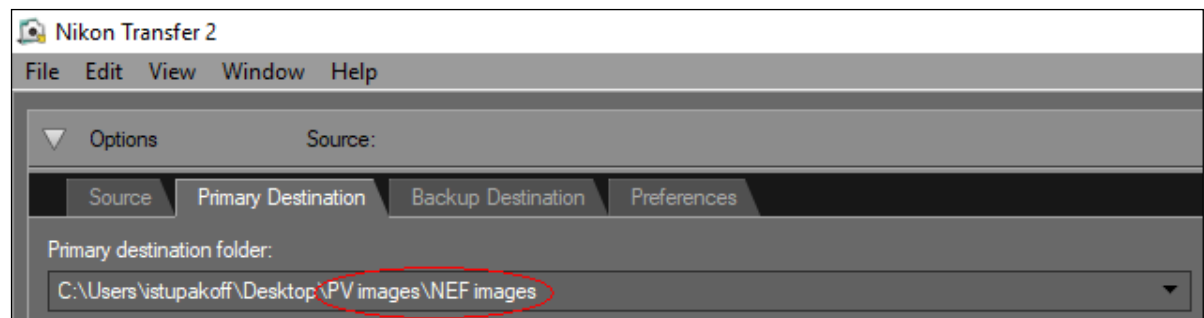 Nikon Transfer 2
File Edit View Window Help
Options Source:
Source Primary Destination Backup Destination Preferences
Primary destination folder:
C:\Users\istupakoff\Desktop\PV images\NEF images